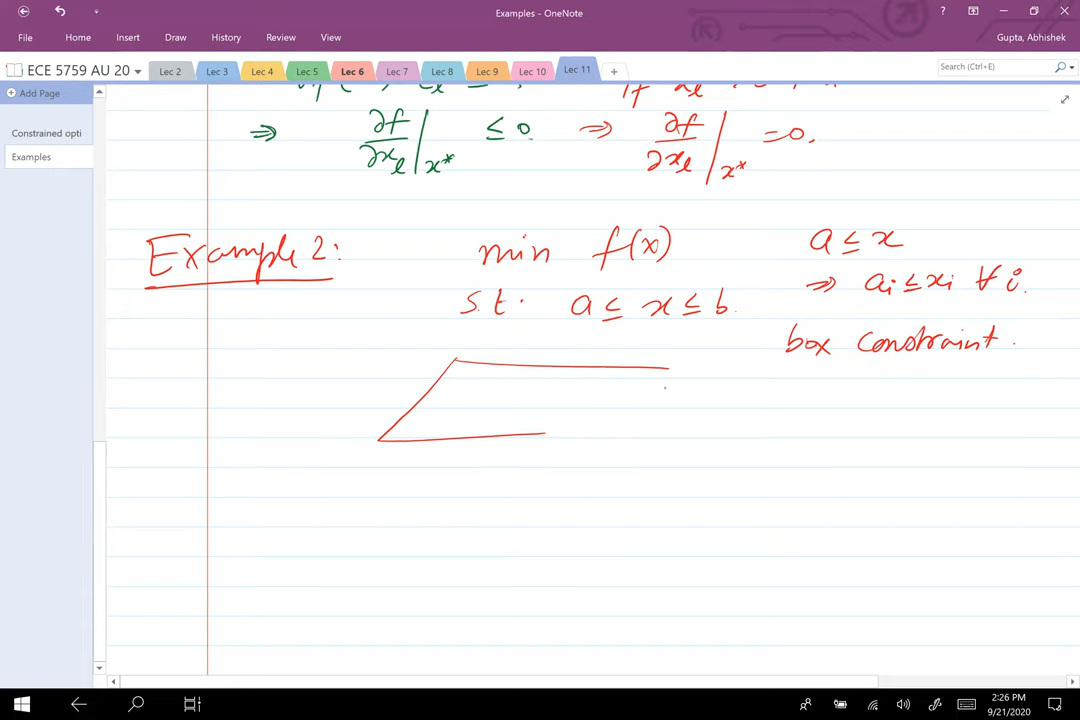 Examples - OneNote
File Home Insert Draw History Review View
Gupta, Abhishek
ECE 5759 AU 20
Lec 2 Lec 3 Lec 4 Lec 5 Lec 6 Lec 7 Lec 8 Lec 9 Lec 10 Lec 11
Search (Ctrl+E)
Add Page
Constrained opti
Examples
⇒ ∂f/∂xℓ |x* ≤ 0. ⇒ ∂f/∂xℓ |x* = 0.
Example 2: min f(x) a ≤ x
s.t. a ≤ x ≤ b. ⇒ ai ≤ xi ∀ i.
box constraint.
2:26 PM
9/21/2020